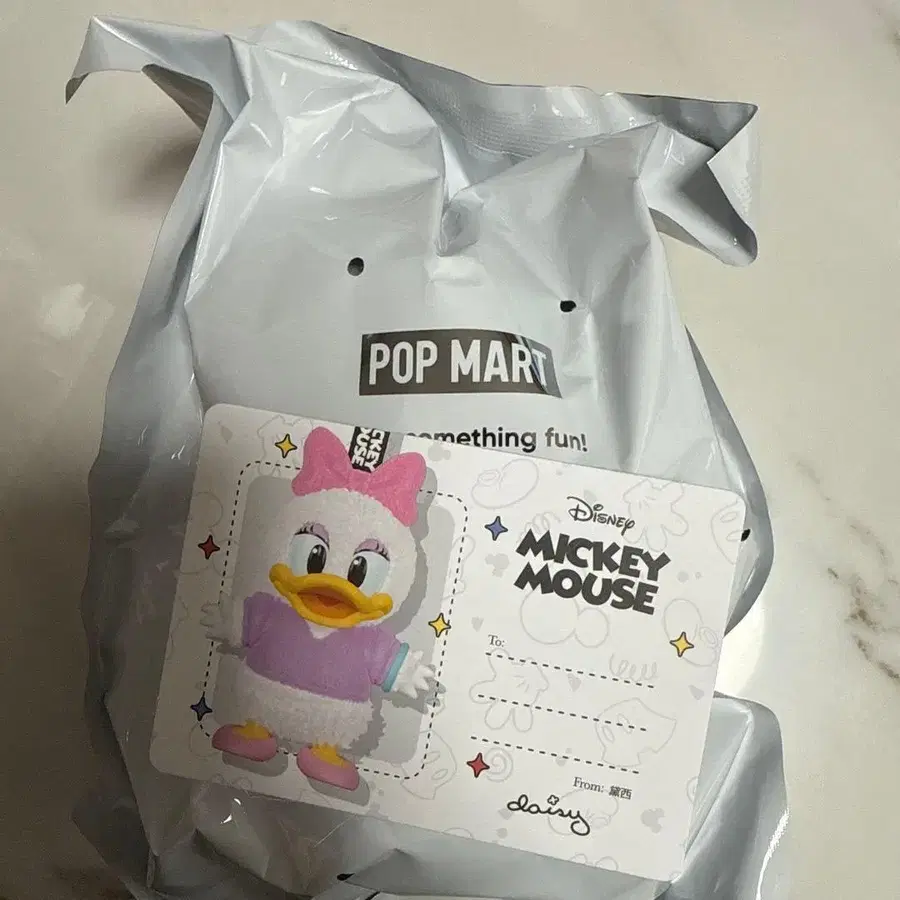 POP MART
something fun!
MICKEY
MOUSE
Disney
MICKEY
MOUSE
To:
From: 黛西
daisy